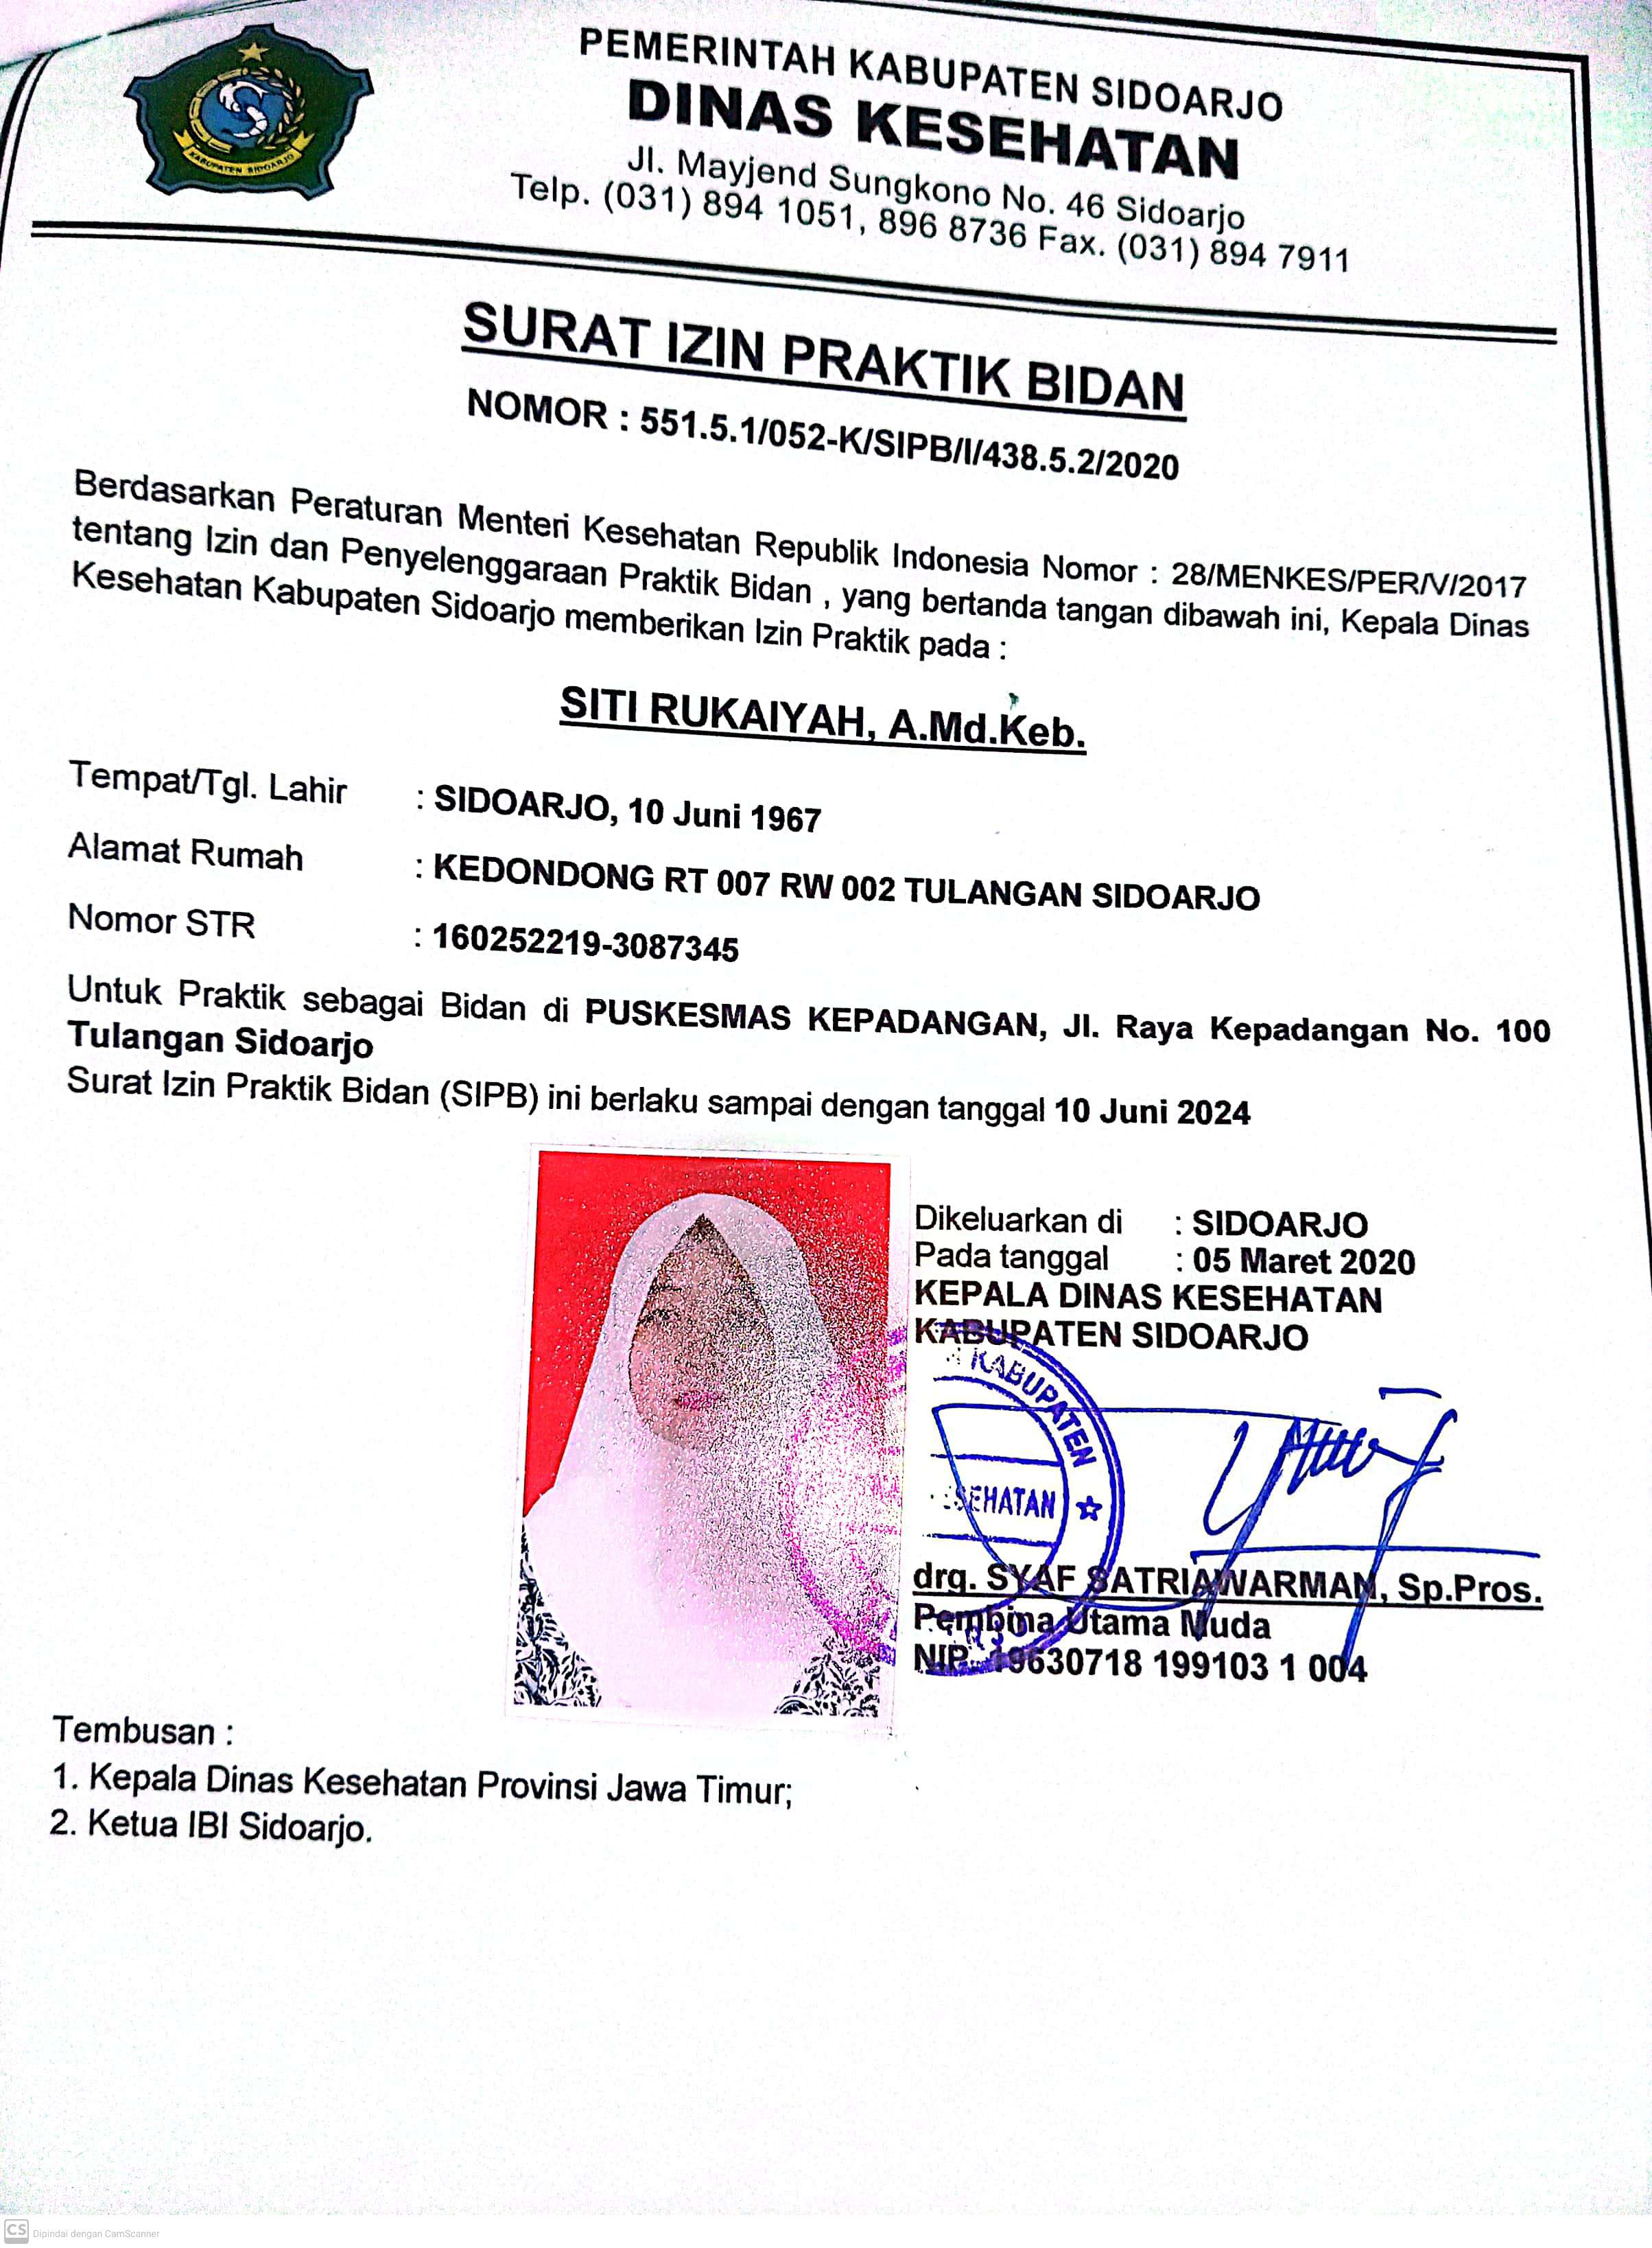 KABUPATEN SIDOARJO
PEMERINTAH KABUPATEN SIDOARJO
DINAS KESEHATAN
Jl. Mayjend Sungkono No. 46 Sidoarjo
Telp. (031) 894 1051, 896 8736 Fax. (031) 894 7911
SURAT IZIN PRAKTIK BIDAN
NOMOR : 551.5.1/052-K/SIPB/I/438.5.2/2020
Berdasarkan Peraturan Menteri Kesehatan Republik Indonesia Nomor : 28/MENKES/PER/V/2017
tentang Izin dan Penyelenggaraan Praktik Bidan , yang bertanda tangan dibawah ini, Kepala Dinas
Kesehatan Kabupaten Sidoarjo memberikan Izin Praktik pada :
SITI RUKAIYAH, A.Md.Keb.
Tempat/Tgl. Lahir : SIDOARJO, 10 Juni 1967
Alamat Rumah : KEDONDONG RT 007 RW 002 TULANGAN SIDOARJO
Nomor STR : 160252219-3087345
Untuk Praktik sebagai Bidan di PUSKESMAS KEPADANGAN, Jl. Raya Kepadangan No. 100
Tulangan Sidoarjo
Surat Izin Praktik Bidan (SIPB) ini berlaku sampai dengan tanggal 10 Juni 2024
Dikeluarkan di : SIDOARJO
Pada tanggal : 05 Maret 2020
KEPALA DINAS KESEHATAN
KABUPATEN SIDOARJO
KABUPATEN
SEHATAN
drg. SYAF SATRIAWARMAN, Sp.Pros.
Pembina Utama Muda
NIP. 19630718 199103 1 004
Tembusan :
1. Kepala Dinas Kesehatan Provinsi Jawa Timur;
2. Ketua IBI Sidoarjo.
CS Dipindai dengan CamScanner